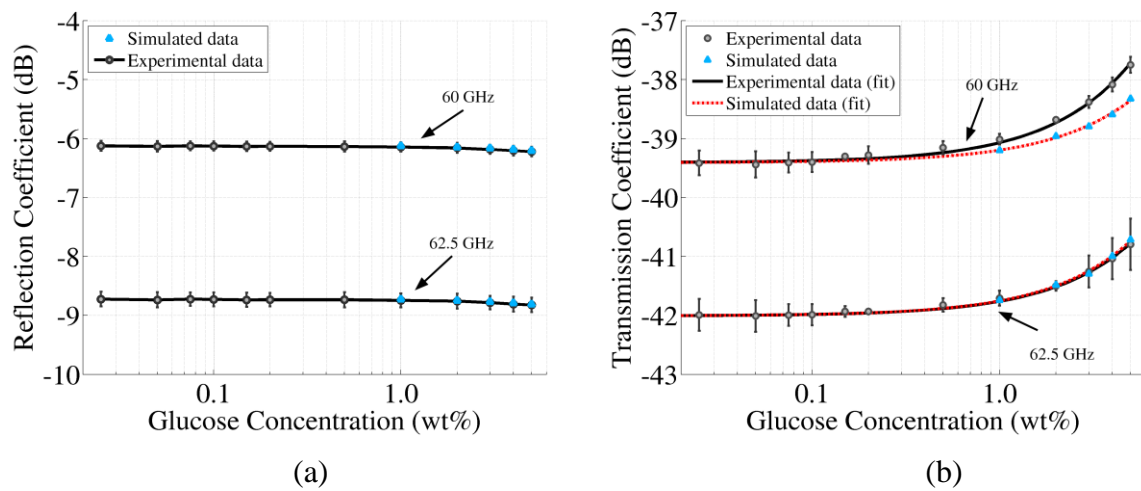 -4
-5
-6
-7
-8
-9
-10
Reflection Coefficient (dB)
Simulated data
Experimental data
60 GHz
62.5 GHz
0.1
1.0
Glucose Concentration (wt%)
(a)
-37
-38
-39
-40
-41
-42
-43
Transmission Coefficient (dB)
Experimental data
Simulated data
Experimental data (fit)
Simulated data (fit)
60 GHz
62.5 GHz
0.1
1.0
Glucose Concentration (wt%)
(b)